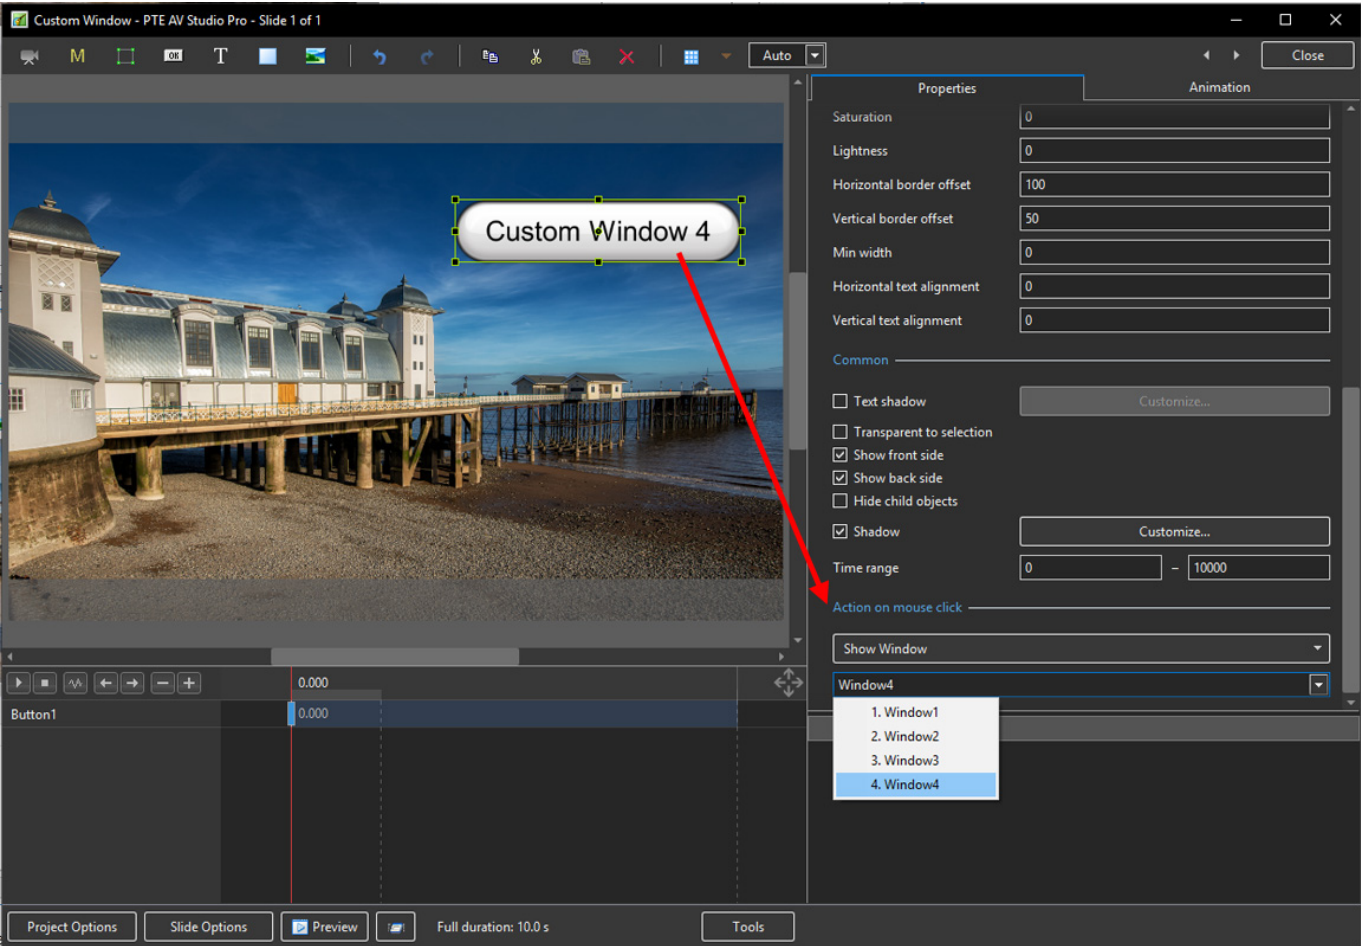 Custom Window - PTE AV Studio Pro - Slide 1 of 1
M OK T Auto Close
Properties Animation
Saturation 0
Lightness 0
Horizontal border offset 100
Vertical border offset 50
Min width 0
Horizontal text alignment 0
Vertical text alignment 0
Common
Text shadow Customize...
Transparent to selection
Show front side
Show back side
Hide child objects
Shadow Customize...
Time range 0 – 10000
Action on mouse click
Show Window
Window4
1. Window1
2. Window2
3. Window3
4. Window4
Custom Window 4
0.000
Button1 0.000
Project Options Slide Options Preview Full duration: 10.0 s Tools